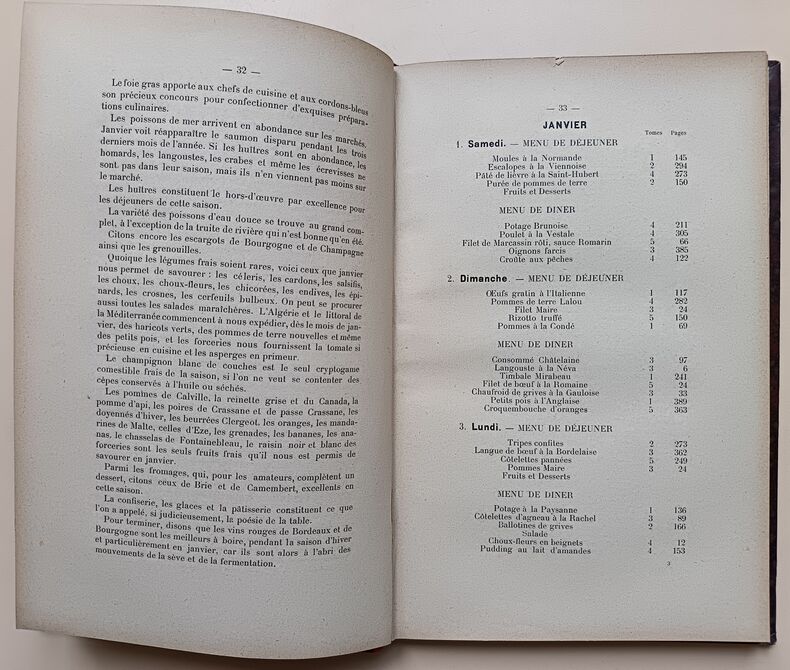 — 32 —
Le foie gras apporte aux chefs de cuisine et aux cordons-bleus
son précieux concours pour confectionner d'exquises prépara-
tions culinaires.
Les poissons de mer arrivent en abondance sur les marchés.
Janvier voit réapparaître le saumon disparu pendant les trois
derniers mois de l'année. Si les huîtres sont en abondance, les
homards, les langoustes, les crabes et même les écrevisses ne
sont pas dans leur saison, mais ils n'en viennent pas moins sur
le marché.
Les huîtres constituent le hors-d'œuvre par excellence pour
les déjeuners de cette saison.
La variété des poissons d'eau douce se trouve au grand com-
plet, à l'exception de la truite de rivière qui n'est bonne qu'en été.
Citons encore les escargots de Bourgogne et de Champagne
ainsi que les grenouilles.
Quoique les légumes frais soient rares, voici ceux que janvier
nous permet de savourer : les céleris, les cardons, les salsifis,
les choux, les choux-fleurs, les chicorées, les endives, les épi-
nards, les crosnes, les cerfeuils bulbeux. On peut se procurer
aussi toutes les salades maraîchères. L'Algérie et le littoral de
la Méditerranée commencent à nous expédier, dès le mois de jan-
vier, des haricots verts, des pommes de terre nouvelles et même
des petits pois, et les forceries nous fournissent la tomate si
précieuse en cuisine et les asperges en primeur.
Le champignon blanc de couches est le seul cryptogame
comestible frais de la saison, si l'on ne veut se contenter des
cèpes conservés à l'huile ou séchés.
Les pommes de Calville, la reinette grise et du Canada, la
pomme d'api, les poires de Crassane et de passe Crassane, les
doyennés d'hiver, les beurrées Clergeot. les oranges, les manda-
rines de Malte, celles d'Eze, les grenades, les bananes, les ana-
nas, le chasselas de Fontainebleau, le raisin noir et blanc des
forceries sont les seuls fruits frais qu'il nous est permis de
savourer en janvier.
Parmi les fromages, qui, pour les amateurs, complètent un
dessert, citons ceux de Brie et de Camembert, excellents en
cette saison.
La confiserie, les glaces et la pâtisserie constituent ce que
l'on a appelé, si judicieusement, la poésie de la table.
Pour terminer, disons que les vins rouges de Bordeaux et de
Bourgogne sont les meilleurs à boire, pendant la saison d'hiver
et particulièrement en janvier, car ils sont alors à l'abri des
mouvements de la sève et de la fermentation.
— 33 —
JANVIER
Tomes Pages
1. Samedi. — MENU DE DÉJEUNER
Moules à la Normande 1 145
Escalopes à la Viennoise 2 294
Pâté de lièvre à la Saint-Hubert 4 273
Purée de pommes de terre 2 150
Fruits et Desserts
MENU DE DINER
Potage Brunoise 4 211
Poulet à la Vestale 4 305
Filet de Marcassin rôti, sauce Romarin 5 66
Oignons farcis 3 385
Croûte aux pêches 4 122
2. Dimanche. — MENU DE DÉJEUNER
Œufs gratin à l'Italienne 1 117
Pommes de terre Lalou 4 282
Filet Maire 3 24
Rizotto truffé 5 150
Pommes à la Condé 1 69
MENU DE DINER
Consommé Châtelaine 3 97
Langouste à la Néva 3 6
Timbale Mirabeau 1 241
Filet de bœuf à la Romaine 5 24
Chaufroid de grives à la Gauloise 3 33
Petits pois à l'Anglaise 1 389
Croquembouche d'oranges 5 363
3. Lundi. — MENU DE DÉJEUNER
Tripes confites 2 273
Langue de bœuf à la Bordelaise 3 362
Côtelettes pannées 5 249
Pommes Maire 3 24
Fruits et Desserts
MENU DE DINER
Potage à la Paysanne 1 136
Côtelettes d'agneau à la Rachel 3 89
Ballotines de grives 2 166
Salade
Choux-fleurs en beignets 4 12
Pudding au lait d'amandes 4 153
3